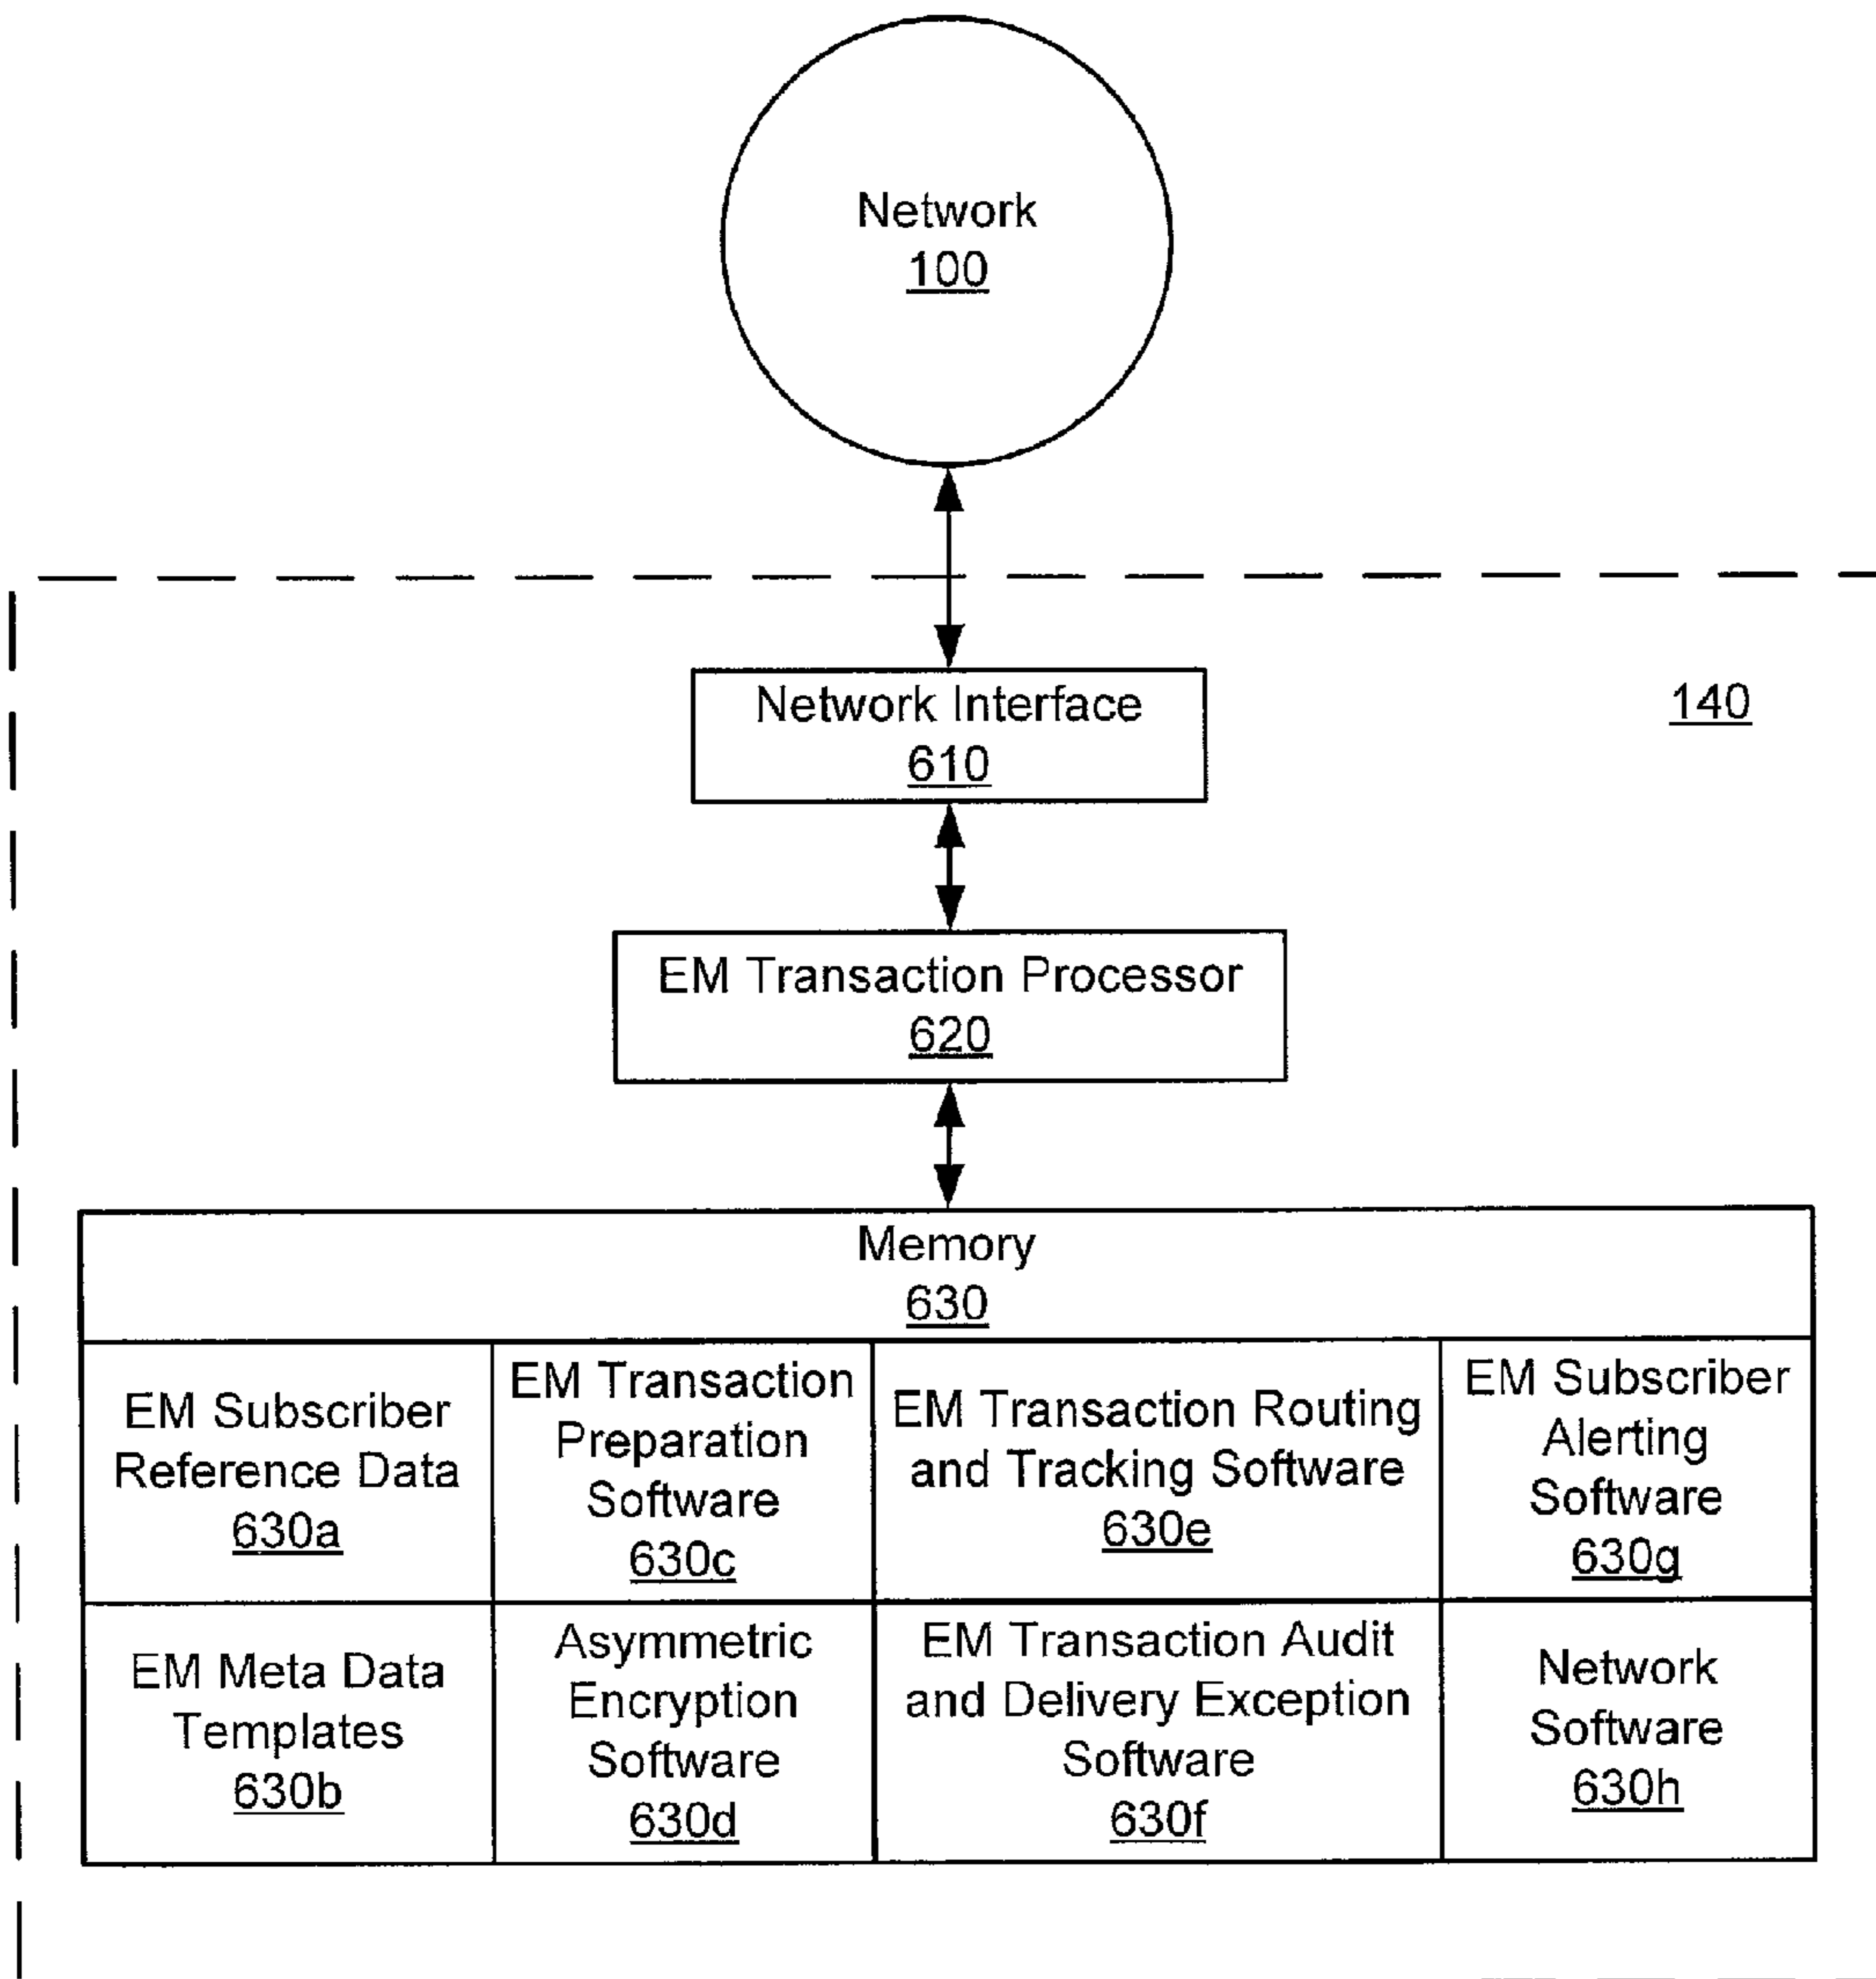 Network
100
Network Interface
610
140
EM Transaction Processor
620
Memory
630
EM Subscriber
Reference Data
630a
EM Transaction
Preparation
Software
630c
EM Transaction Routing
and Tracking Software
630e
EM Subscriber
Alerting
Software
630g
EM Meta Data
Templates
630b
Asymmetric
Encryption
Software
630d
EM Transaction Audit
and Delivery Exception
Software
630f
Network
Software
630h